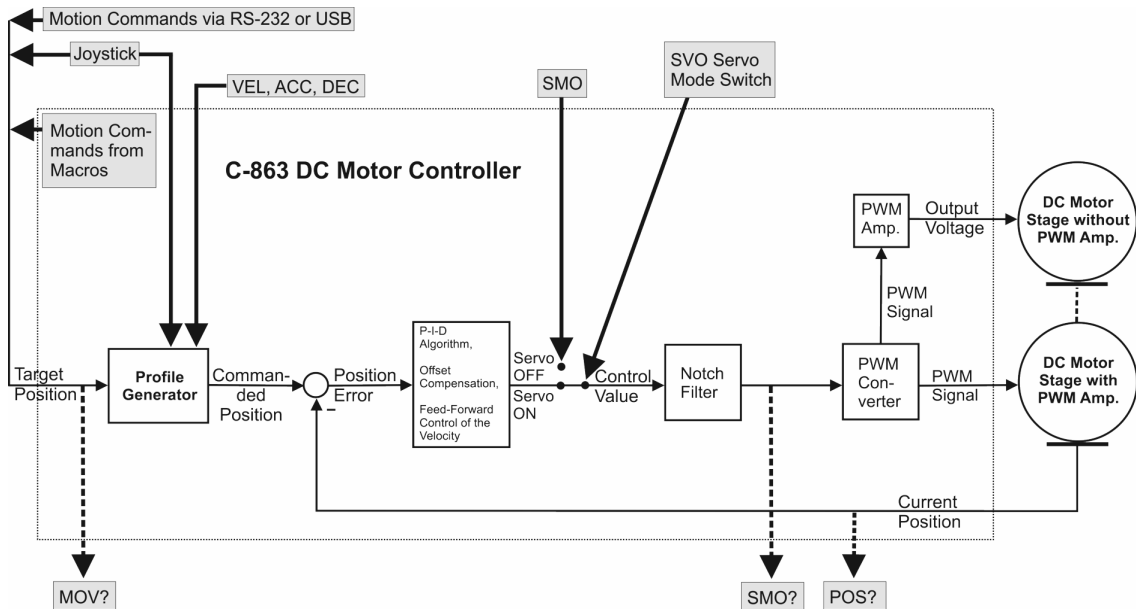 Motion Commands via RS-232 or USB
Joystick
VEL, ACC, DEC
SMO
SVO Servo
Mode Switch
Motion Com-
mands from
Macros
C-863 DC Motor Controller
PWM
Amp.
Output
Voltage
DC Motor
Stage without
PWM Amp.
PWM
Signal
Target
Position
Profile
Generator
Comman-
ded
Position
Position
Error
–
P-I-D
Algorithm,
Offset
Compensation,
Feed-Forward
Control of the
Velocity
Servo
OFF
Servo
ON
Control
Value
Notch
Filter
PWM
Con-
verter
PWM
Signal
DC Motor
Stage with
PWM Amp.
Current
Position
MOV?
SMO?
POS?